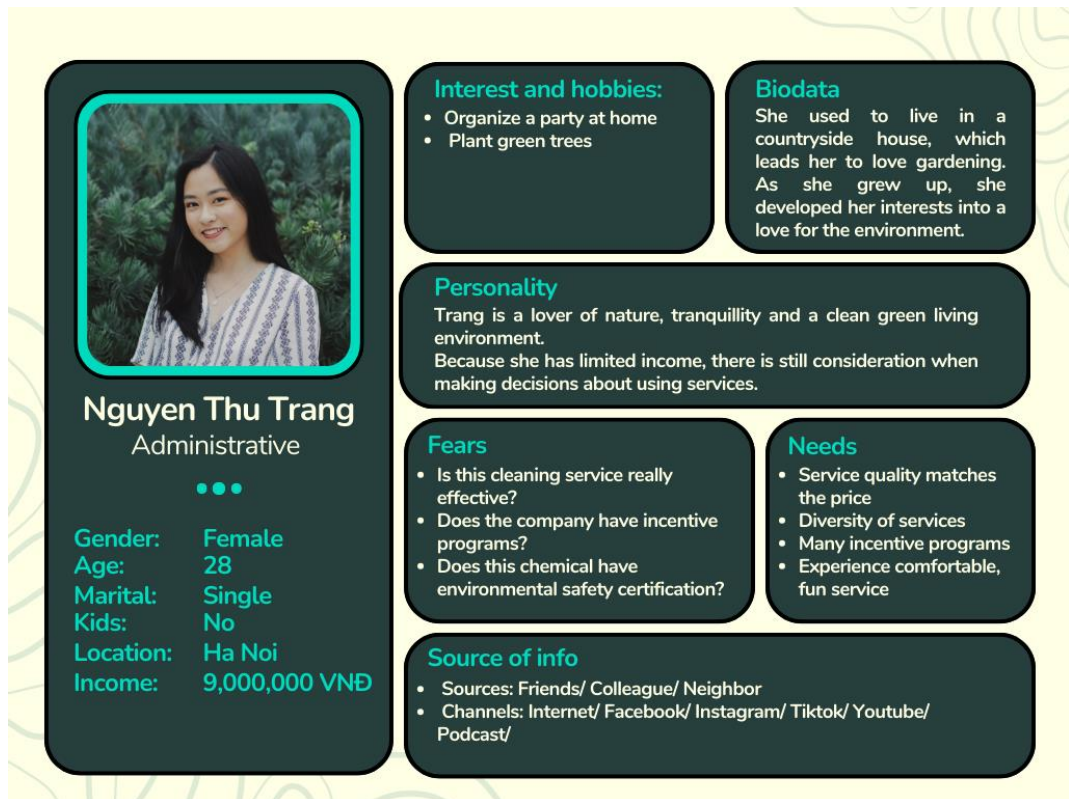 Nguyen Thu Trang
Administrative
Gender: Female
Age: 28
Marital: Single
Kids: No
Location: Ha Noi
Income: 9,000,000 VNĐ
Interest and hobbies:
• Organize a party at home
• Plant green trees
Biodata
She used to live in a
countryside house, which
leads her to love gardening.
As she grew up, she
developed her interests into a
love for the environment.
Personality
Trang is a lover of nature, tranquillity and a clean green living
environment.
Because she has limited income, there is still consideration when
making decisions about using services.
Fears
• Is this cleaning service really
effective?
• Does the company have incentive
programs?
• Does this chemical have
environmental safety certification?
Needs
• Service quality matches
the price
• Diversity of services
• Many incentive programs
• Experience comfortable,
fun service
Source of info
• Sources: Friends/ Colleague/ Neighbor
• Channels: Internet/ Facebook/ Instagram/ Tiktok/ Youtube/
Podcast/